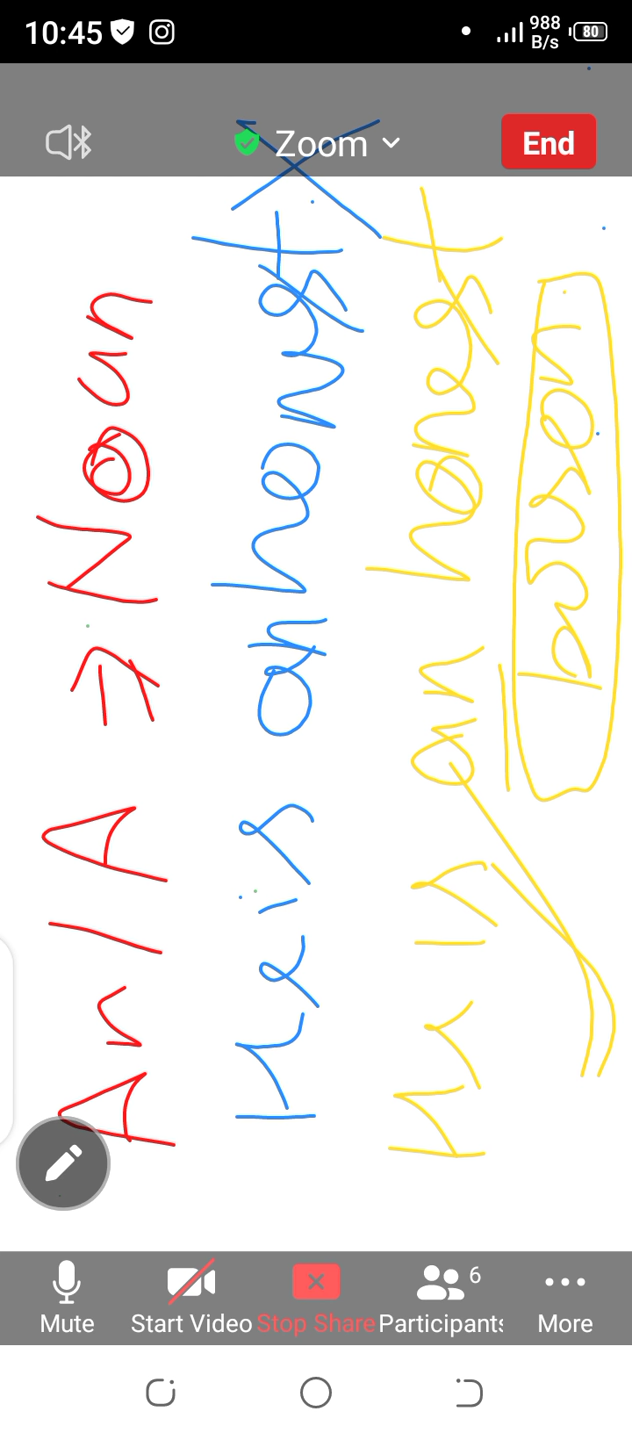 10:45
988 B/s
80
Zoom
End
An / A ⇒ Noun
He is an honest X
He is an honest
person
Mute
Start Video
Stop Share
Participants
6
More